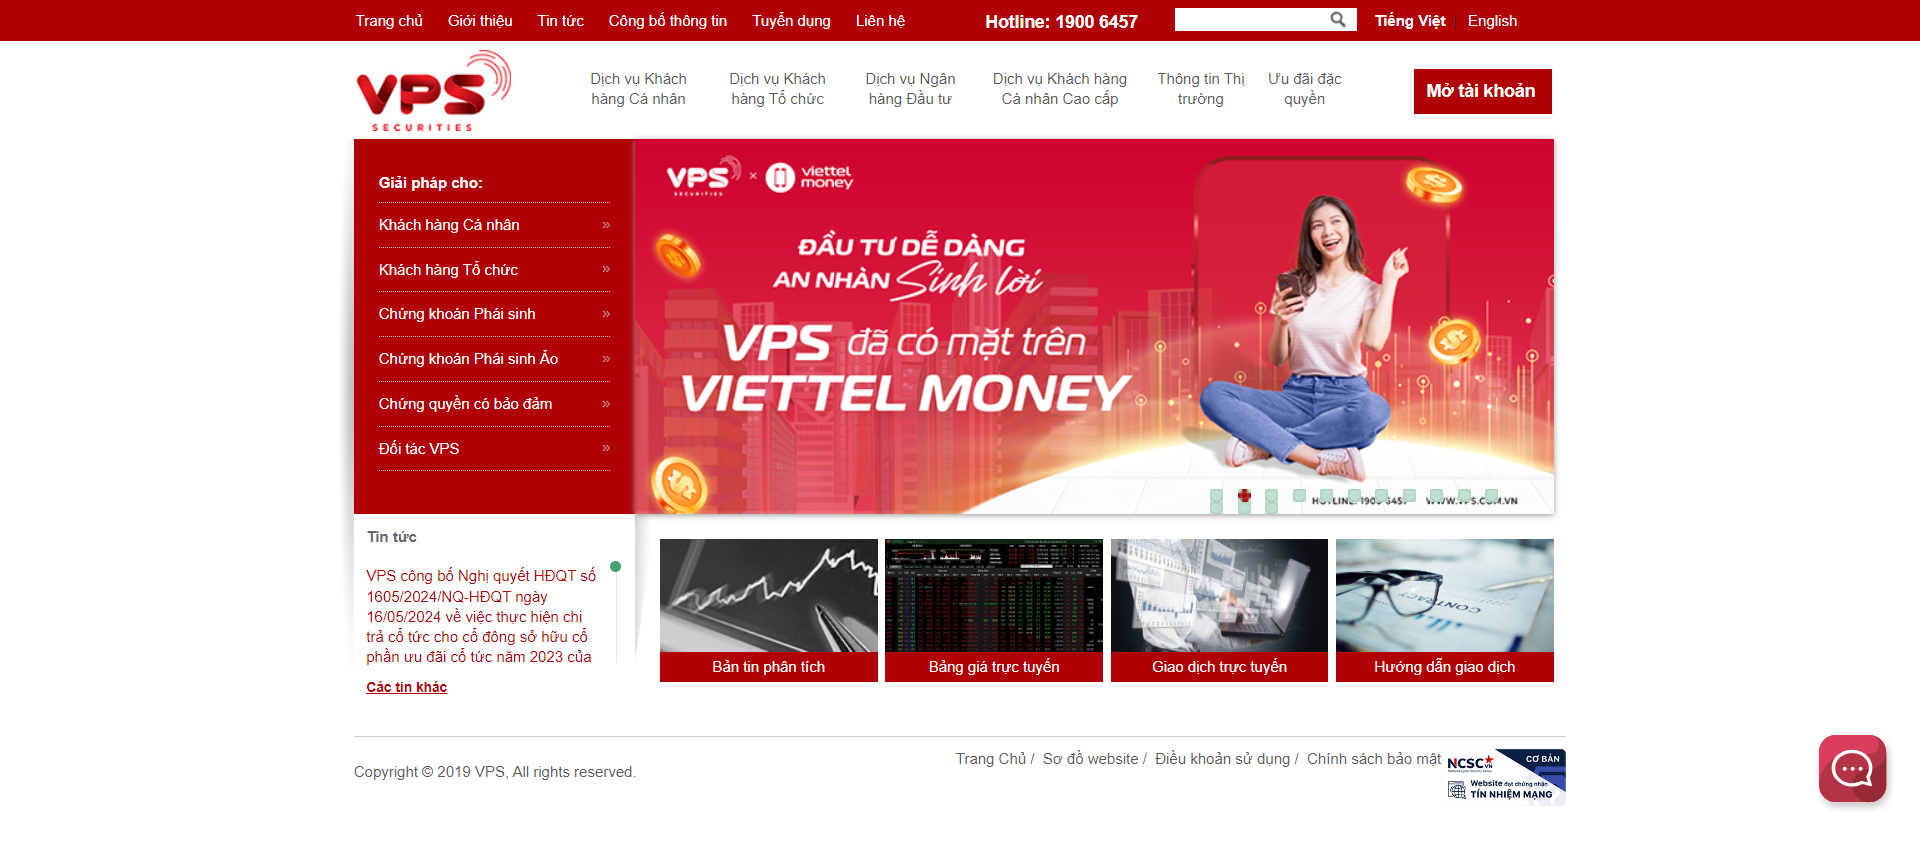 Trang chủ Giới thiệu Tin tức Công bố thông tin Tuyển dụng Liên hệ Hotline: 1900 6457 Tiếng Việt English
VPS
SECURITIES
Dịch vụ Khách
hàng Cá nhân
Dịch vụ Khách
hàng Tổ chức
Dịch vụ Ngân
hàng Đầu tư
Dịch vụ Khách hàng
Cá nhân Cao cấp
Thông tin Thị
trường
Ưu đãi đặc
quyền
Mở tài khoản
Giải pháp cho:
Khách hàng Cá nhân »
Khách hàng Tổ chức »
Chứng khoán Phái sinh »
Chứng khoán Phái sinh Ảo »
Chứng quyền có bảo đảm »
Đối tác VPS »
VPS × viettel
SECURITIES money
ĐẦU TƯ DỄ DÀNG
AN NHÀN Sinh lời
VPS đã có mặt trên
VIETTEL MONEY
HOTLINE: 1900 6457 WWW.VPS.COM.VN
Tin tức
VPS công bố Nghị quyết HĐQT số
1605/2024/NQ-HĐQT ngày
16/05/2024 về việc thực hiện chi
trả cổ tức cho cổ đông sở hữu cổ
phần ưu đãi cổ tức năm 2023 của
Các tin khác
CONTRACT
Bản tin phân tích
Bảng giá trực tuyến
Giao dịch trực tuyến
Hướng dẫn giao dịch
Copyright © 2019 VPS, All rights reserved.
Trang Chủ / Sơ đồ website / Điều khoản sử dụng / Chính sách bảo mật
NCSC VN
CƠ BẢN
Website đạt chứng nhận
TÍN NHIỆM MẠNG